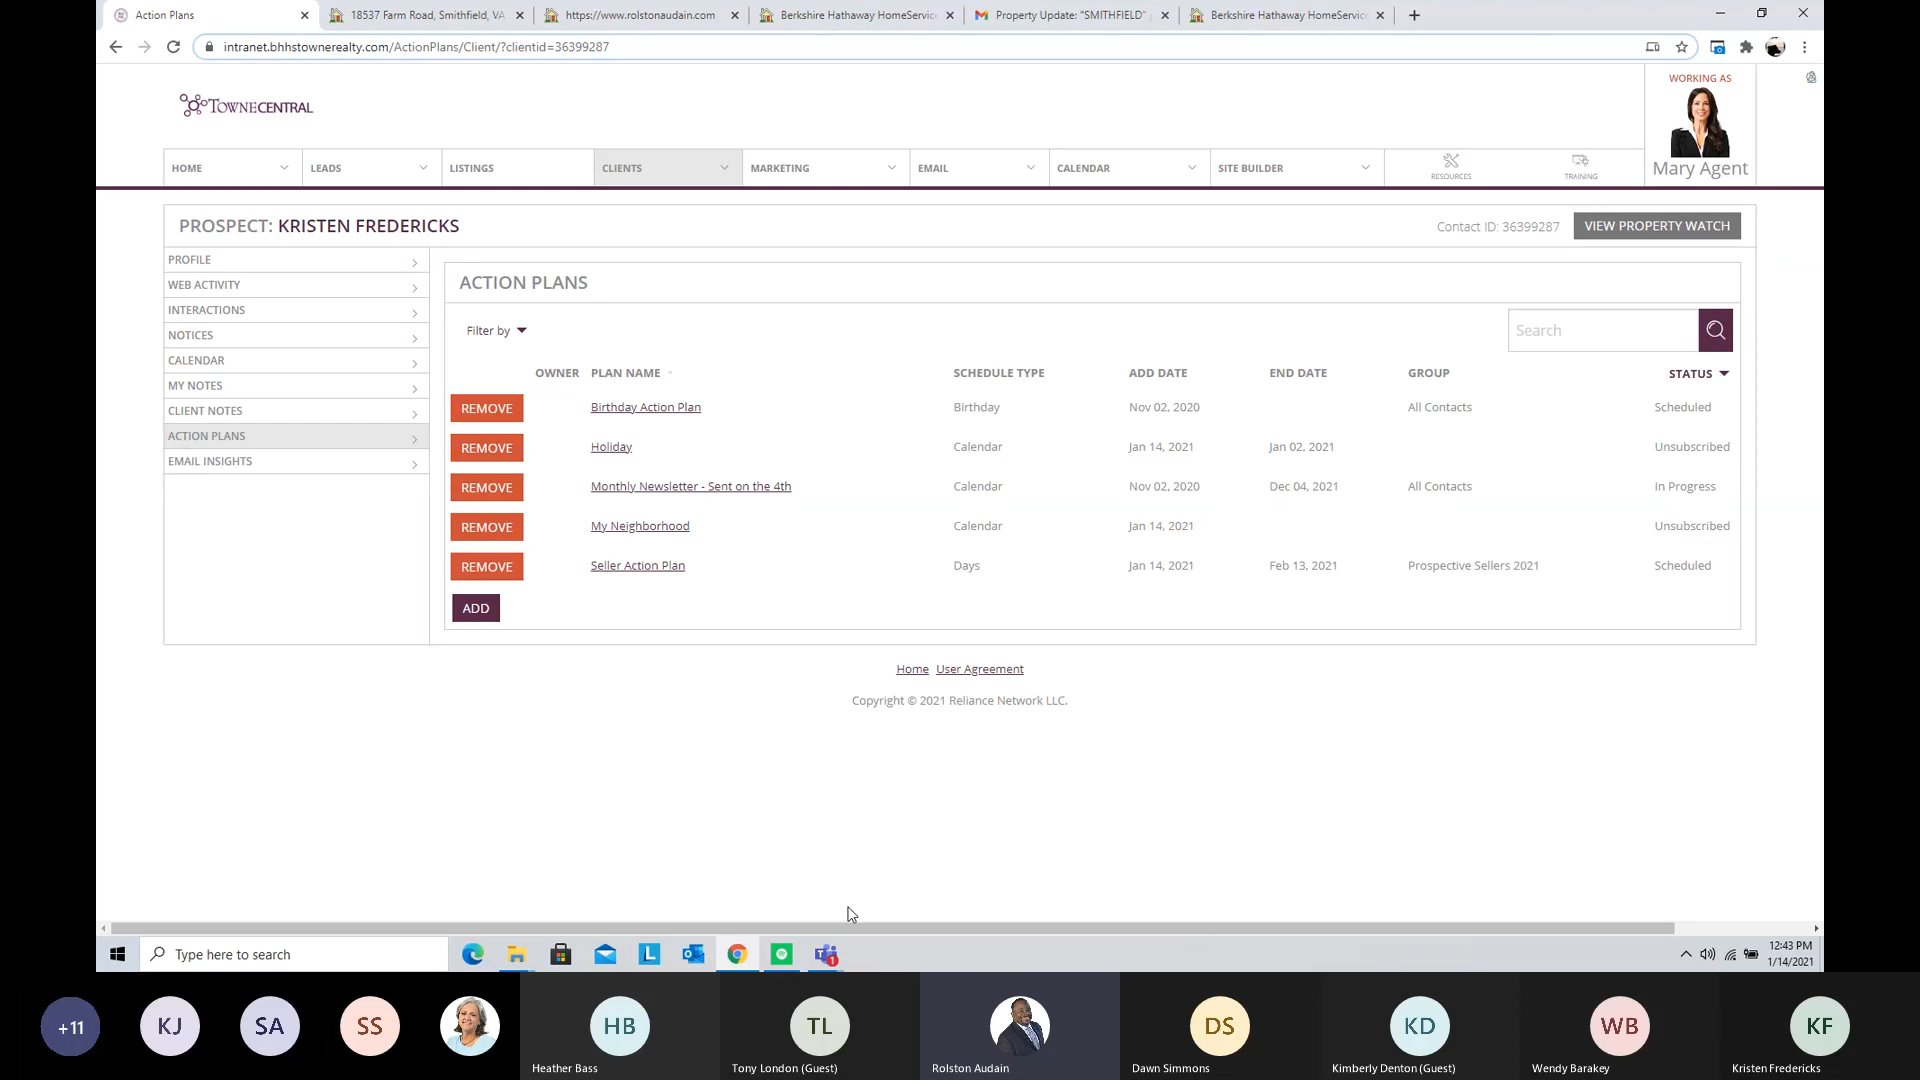 Action Plans
18537 Farm Road, Smithfield, VA
https://www.rolstonaudain.com
Berkshire Hathaway HomeService
Property Update: "SMITHFIELD"
Berkshire Hathaway HomeService
intranet.bhhstownerealty.com/ActionPlans/Client/?clientid=36399287
TOWNECENTRAL
WORKING AS
Mary Agent
HOME
LEADS
LISTINGS
CLIENTS
MARKETING
EMAIL
CALENDAR
SITE BUILDER
RESOURCES
TRAINING
PROSPECT: KRISTEN FREDERICKS
Contact ID: 36399287
VIEW PROPERTY WATCH
PROFILE
WEB ACTIVITY
INTERACTIONS
NOTICES
CALENDAR
MY NOTES
CLIENT NOTES
ACTION PLANS
EMAIL INSIGHTS
ACTION PLANS
Filter by
Search
OWNER PLAN NAME SCHEDULE TYPE ADD DATE END DATE GROUP STATUS
REMOVE Birthday Action Plan Birthday Nov 02, 2020 All Contacts Scheduled
REMOVE Holiday Calendar Jan 14, 2021 Jan 02, 2021 Unsubscribed
REMOVE Monthly Newsletter - Sent on the 4th Calendar Nov 02, 2020 Dec 04, 2021 All Contacts In Progress
REMOVE My Neighborhood Calendar Jan 14, 2021 Unsubscribed
REMOVE Seller Action Plan Days Jan 14, 2021 Feb 13, 2021 Prospective Sellers 2021 Scheduled
ADD
Home User Agreement
Copyright © 2021 Reliance Network LLC.
Type here to search
L
1
12:43 PM
1/14/2021
+11
KJ
SA
SS
HB
Heather Bass
TL
Tony London (Guest)
Rolston Audain
DS
Dawn Simmons
KD
Kimberly Denton (Guest)
WB
Wendy Barakey
KF
Kristen Fredericks